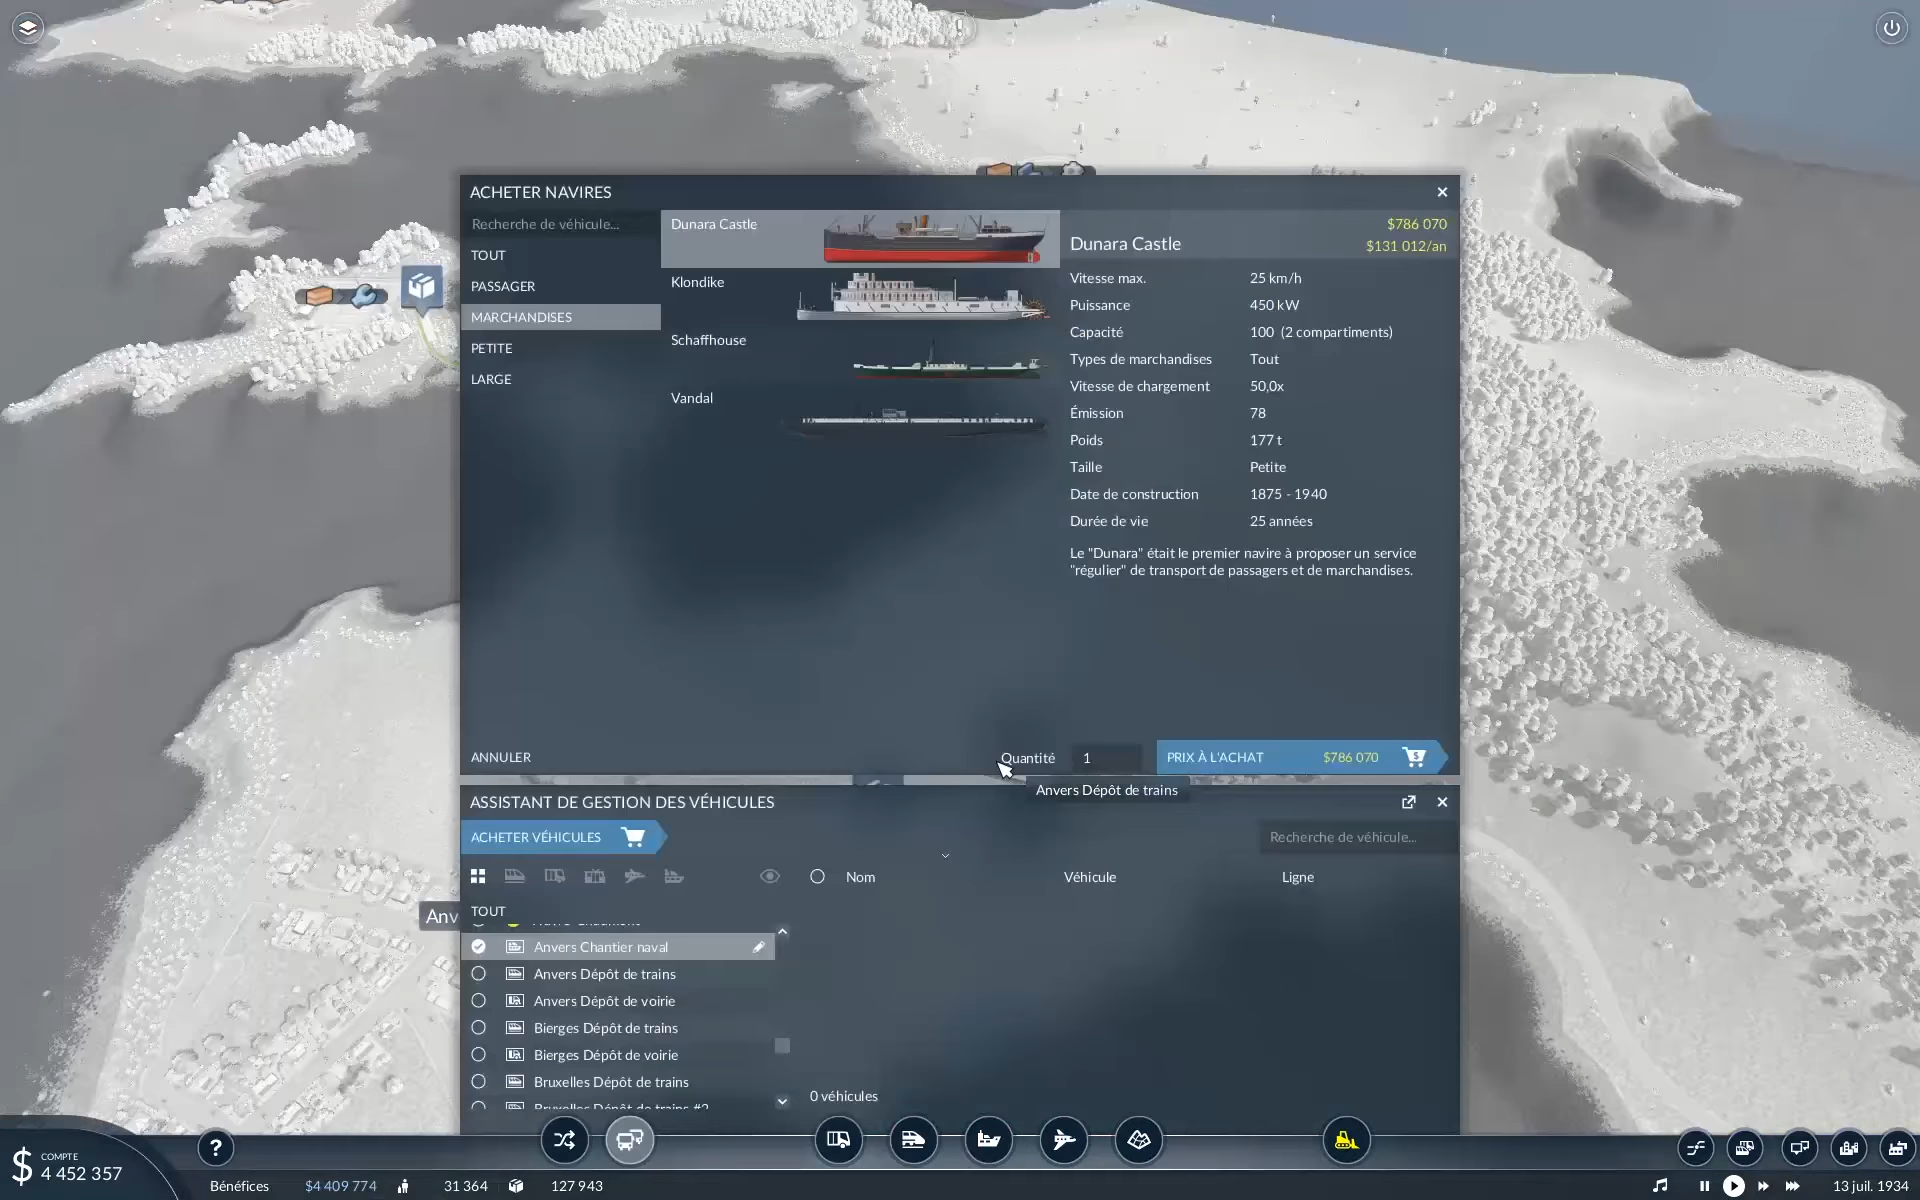 ACHETER NAVIRES
Recherche de véhicule...
TOUT
PASSAGER
MARCHANDISES
PETITE
LARGE
Dunara Castle
Klondike
Schaffhouse
Vandal
$786 070
Dunara Castle
$131 012/an
Vitesse max. 25 km/h
Puissance 450 kW
Capacité 100 (2 compartiments)
Types de marchandises Tout
Vitesse de chargement 50,0x
Émission 78
Poids 177 t
Taille Petite
Date de construction 1875 - 1940
Durée de vie 25 années
Le "Dunara" était le premier navire à proposer un service
"régulier" de transport de passagers et de marchandises.
ANNULER
Quantité 1
PRIX À L'ACHAT $786 070
Anvers Dépôt de trains
ASSISTANT DE GESTION DES VÉHICULES
ACHETER VÉHICULES
Recherche de véhicule...
Nom Véhicule Ligne
TOUT
Anv
Anvers Chantier naval
Anvers Dépôt de trains
Anvers Dépôt de voirie
Bierges Dépôt de trains
Bierges Dépôt de voirie
Bruxelles Dépôt de trains
Bruxelles Dépôt de trains #2
0 véhicules
?
$ COMPTE
4 452 357
Bénéfices $4 409 774 31 364 127 943
13 juil. 1934